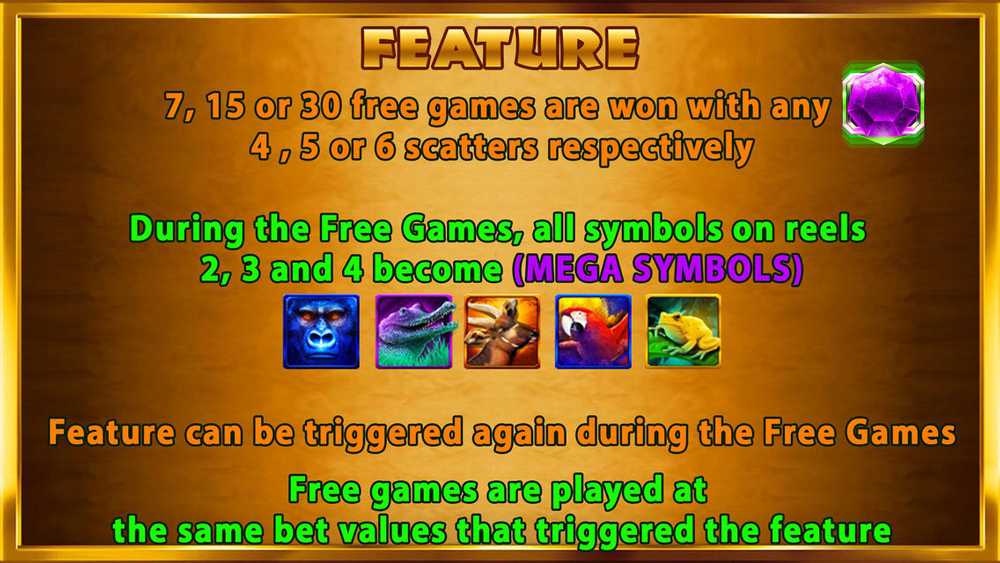 FEATURE
7, 15 or 30 free games are won with any
4 , 5 or 6 scatters respectively
During the Free Games, all symbols on reels
2, 3 and 4 become (MEGA SYMBOLS)
Feature can be triggered again during the Free Games
Free games are played at
the same bet values that triggered the feature